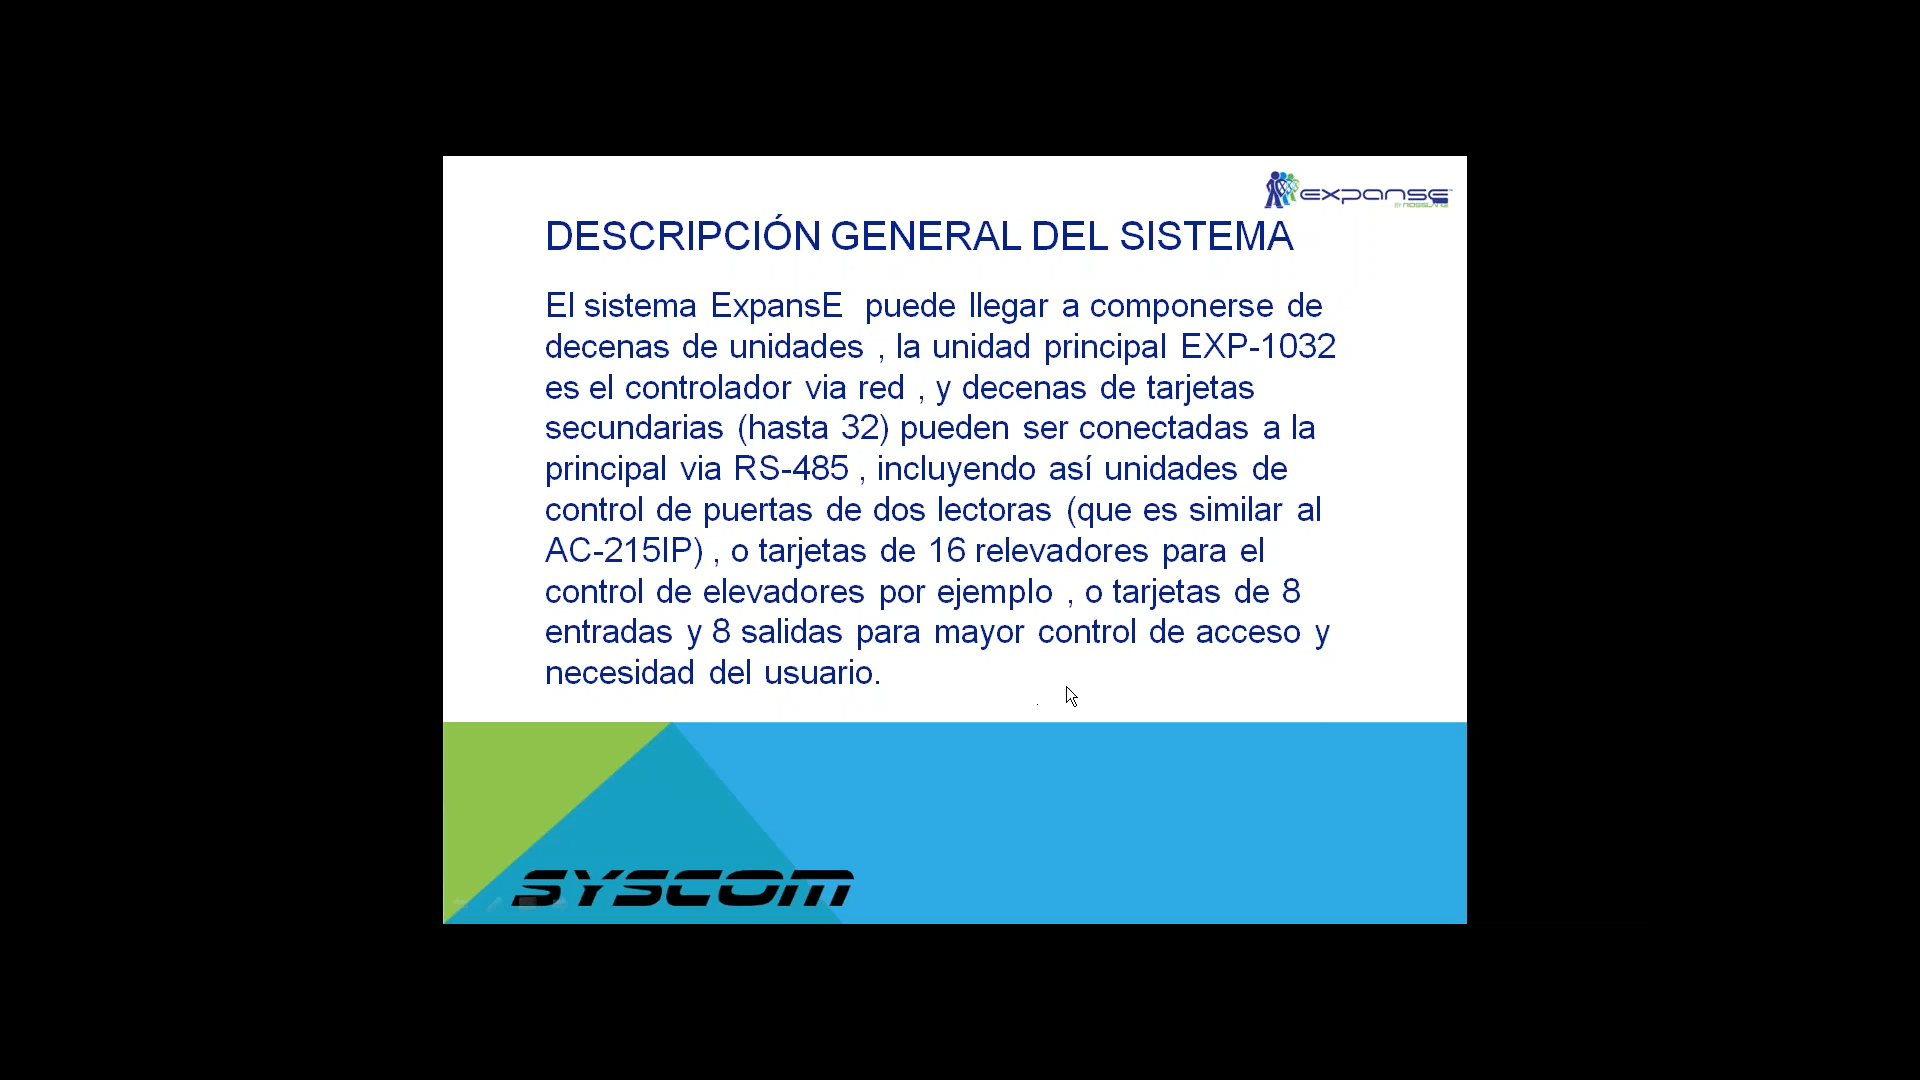 expanse
BY ROSSLARE
DESCRIPCIÓN GENERAL DEL SISTEMA
El sistema ExpansE puede llegar a componerse de
decenas de unidades , la unidad principal EXP-1032
es el controlador via red , y decenas de tarjetas
secundarias (hasta 32) pueden ser conectadas a la
principal via RS-485 , incluyendo así unidades de
control de puertas de dos lectoras (que es similar al
AC-215IP) , o tarjetas de 16 relevadores para el
control de elevadores por ejemplo , o tarjetas de 8
entradas y 8 salidas para mayor control de acceso y
necesidad del usuario.
SYSCOM